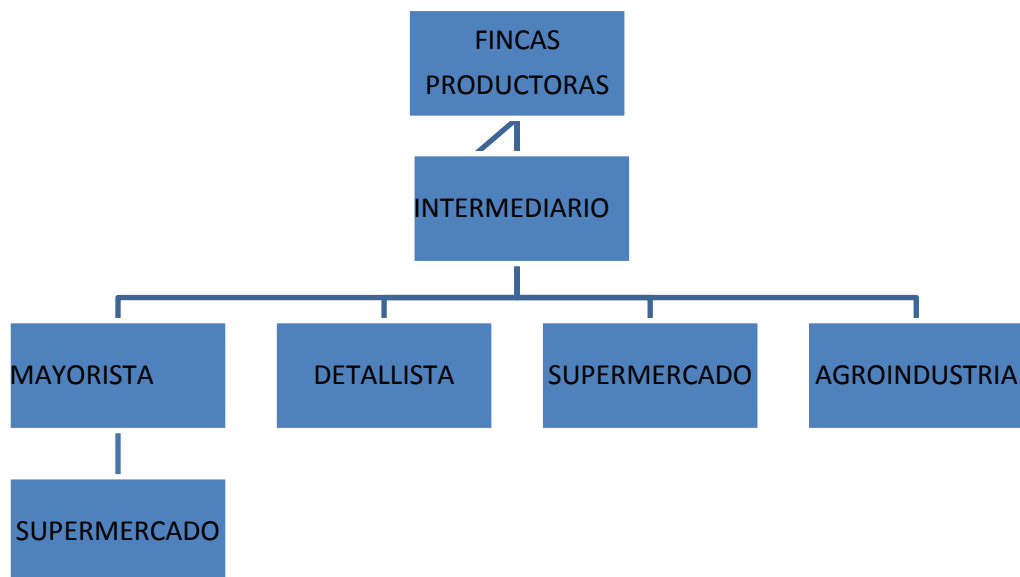 FINCAS
PRODUCTORAS
INTERMEDIARIO
MAYORISTA
DETALLISTA
SUPERMERCADO
AGROINDUSTRIA
SUPERMERCADO